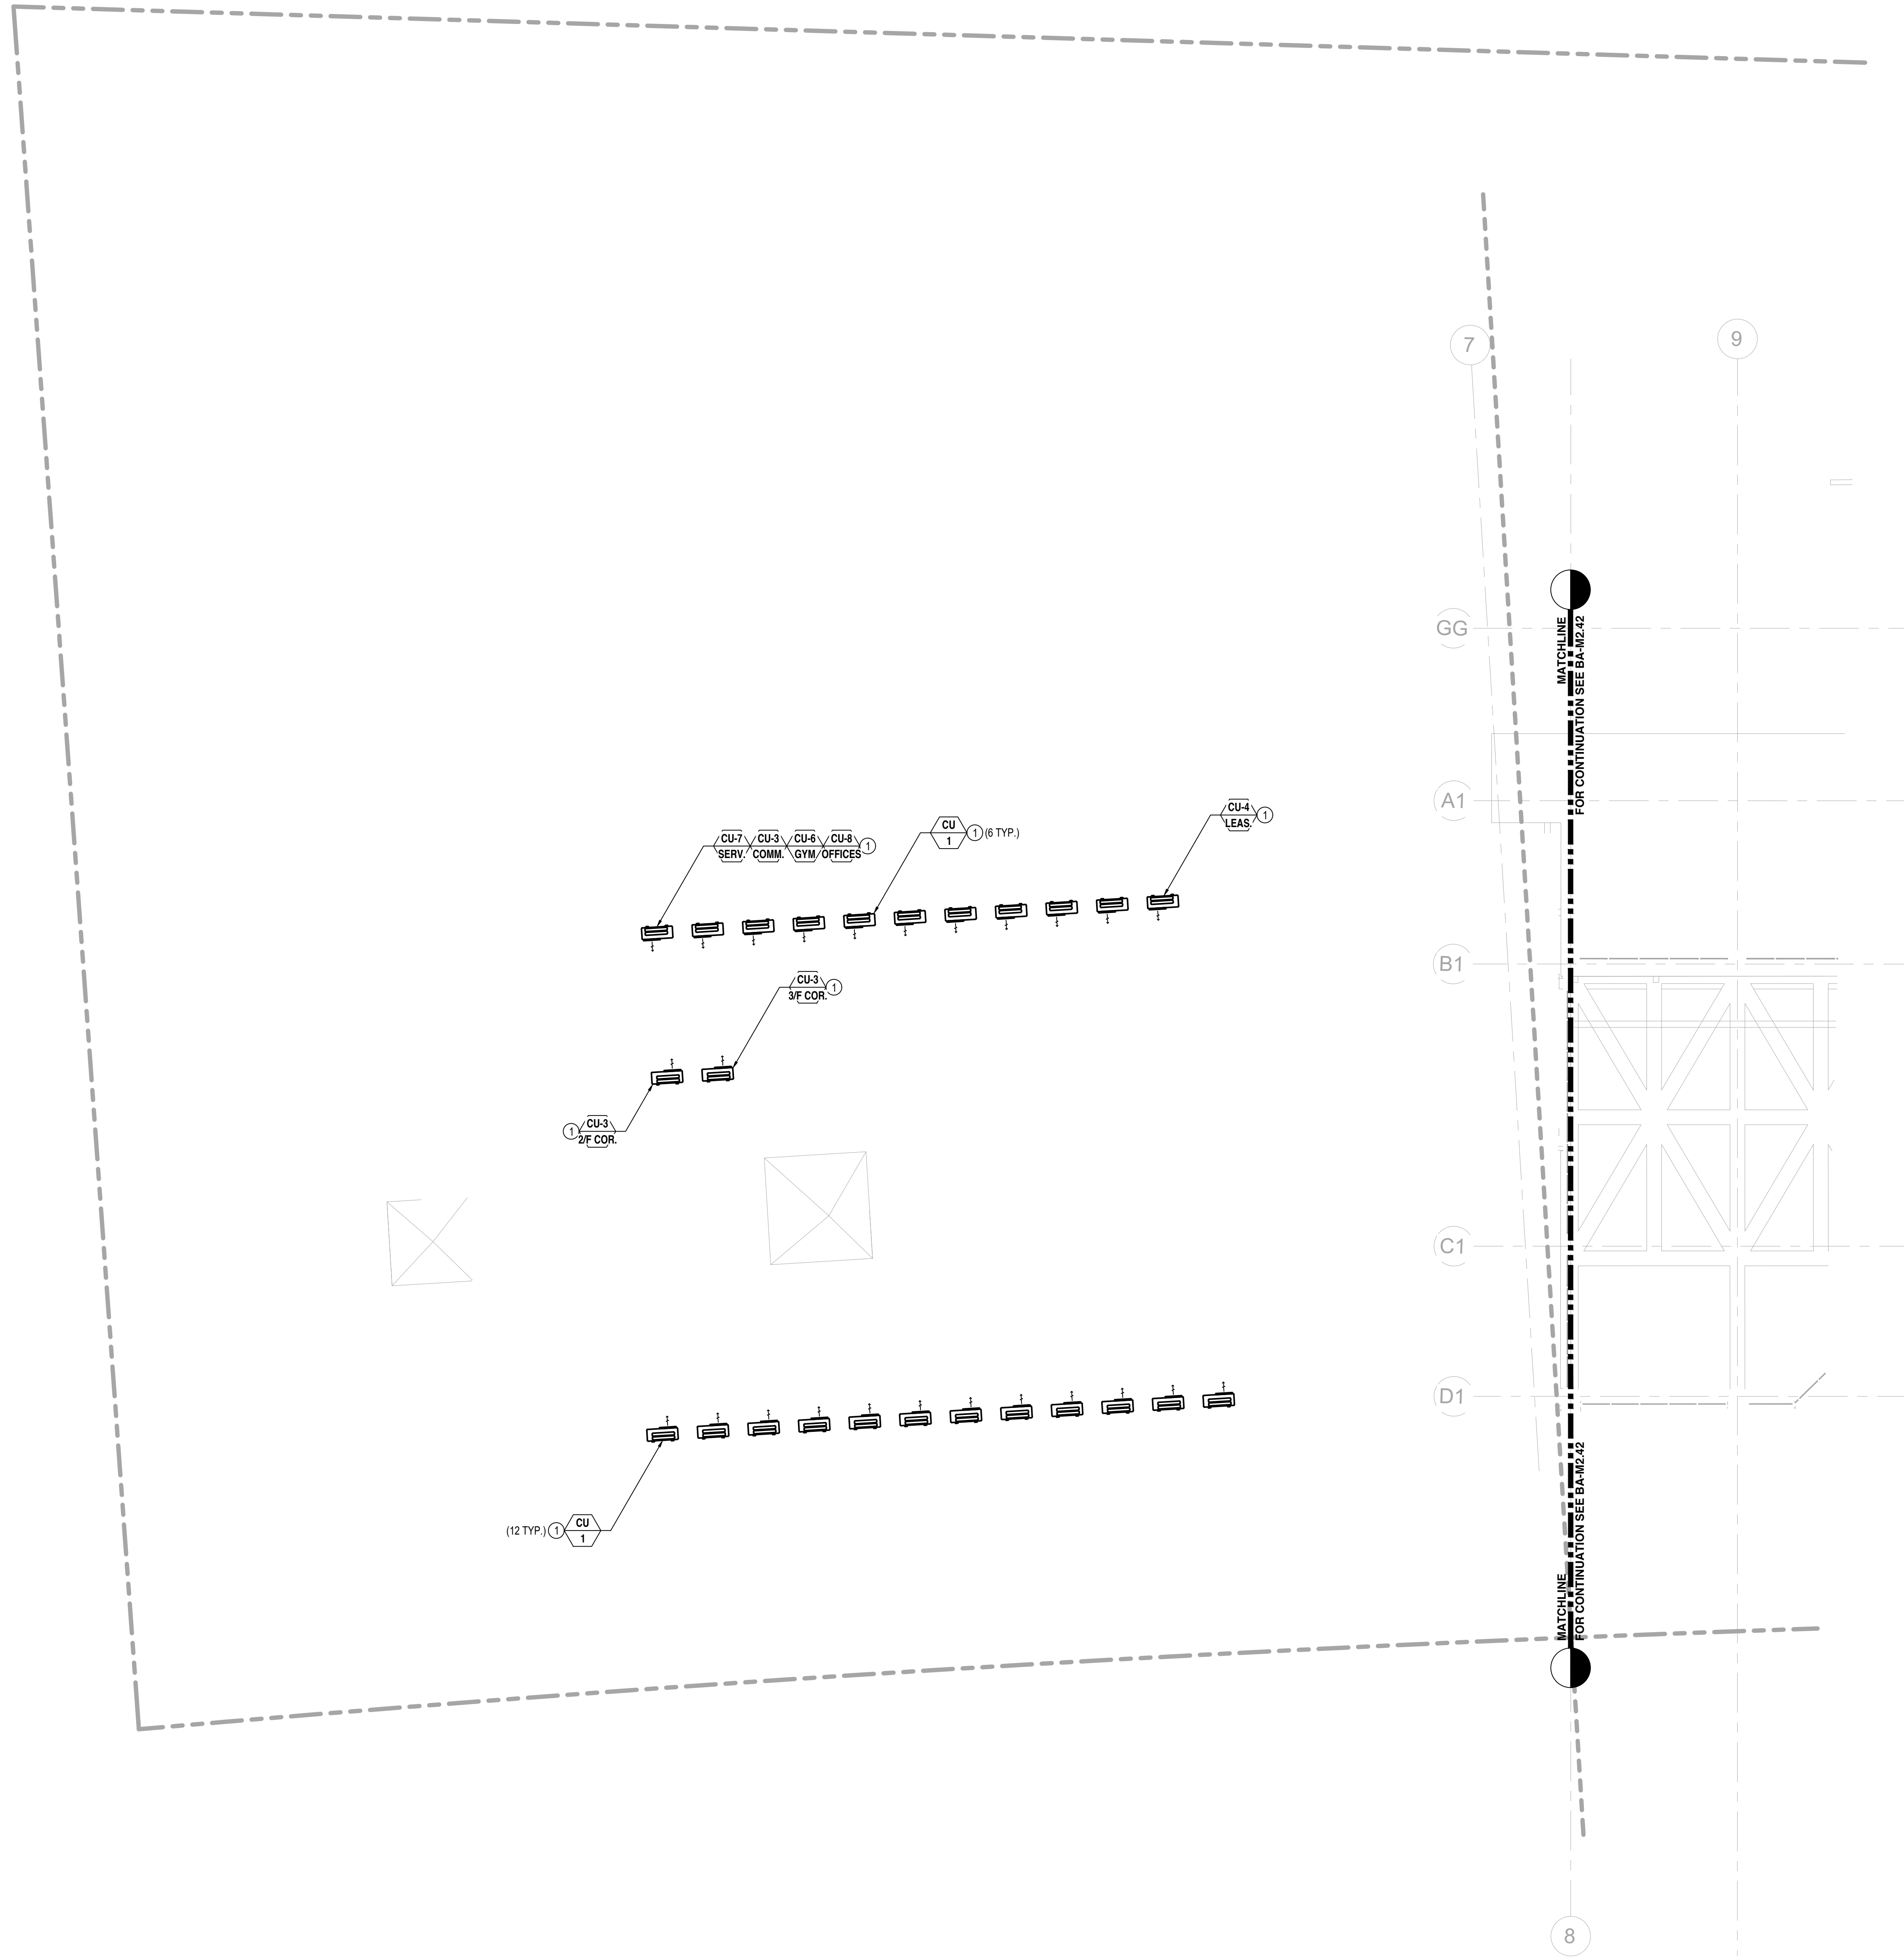 7
9
GG
MATCHLINE
FOR CONTINUATION SEE BA-M2.42
A1
CU-4
LEAS.
1
CU
1
1
(6 TYP.)
CU-7
SERV.
CU-3
COMM.
CU-6
GYM
CU-8
OFFICES
1
B1
CU-3
3/F COR.
1
1
CU-3
2/F COR.
C1
D1
(12 TYP.)
1
CU
1
MATCHLINE
FOR CONTINUATION SEE BA-M2.42
8